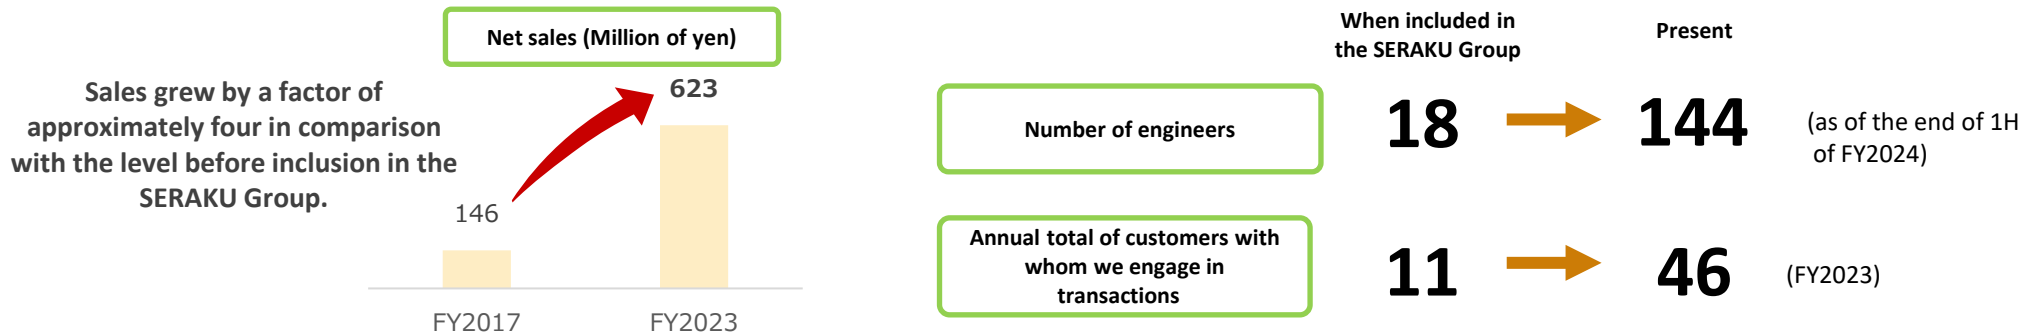 Net sales (Million of yen)
Sales grew by a factor of
approximately four in comparison
with the level before inclusion in the
SERAKU Group.
623
146
FY2017
FY2023
When included in
the SERAKU Group
Present
Number of engineers
18
144
(as of the end of 1H
of FY2024)
Annual total of customers with
whom we engage in
transactions
11
46
(FY2023)